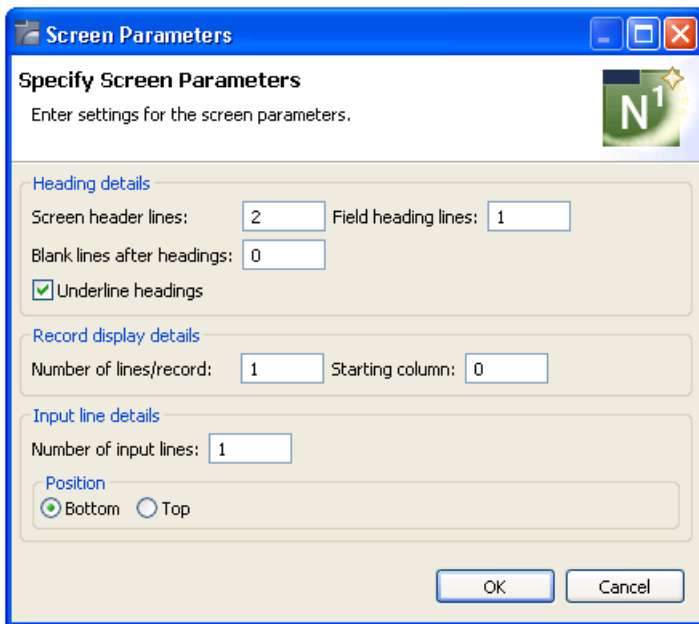 Screen Parameters
Specify Screen Parameters
Enter settings for the screen parameters.
N1
Heading details
Screen header lines: 2 Field heading lines: 1
Blank lines after headings: 0
Underline headings
Record display details
Number of lines/record: 1 Starting column: 0
Input line details
Number of input lines: 1
Position
Bottom Top
OK Cancel